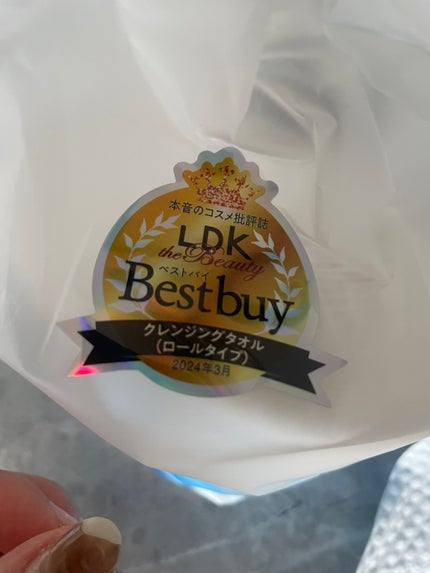 本音のコスメ批評誌
LDK
the Beauty
ベストバイ
Bestbuy
クレンジングタオル
(ロールタイプ)
2024年3月